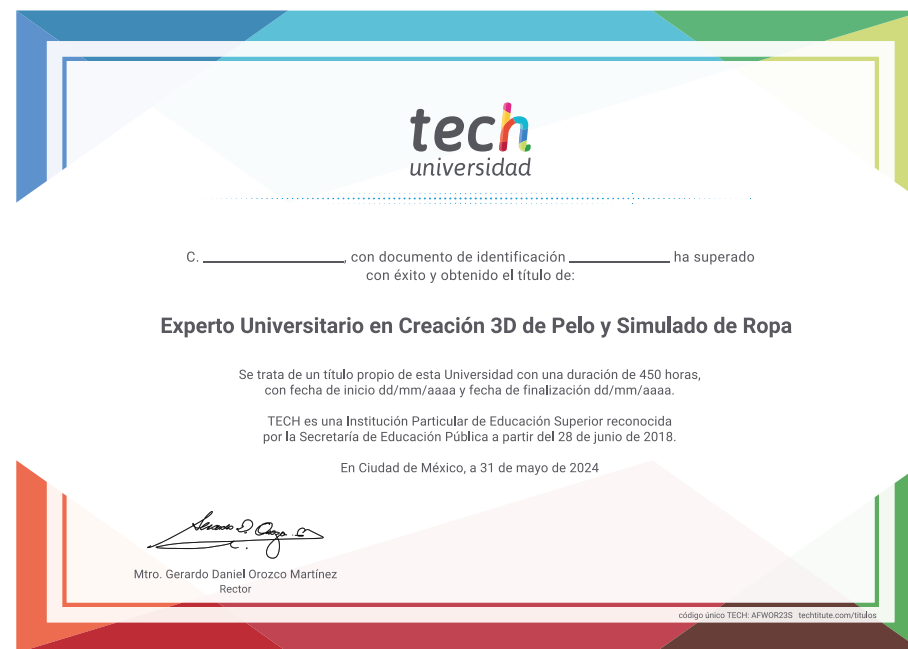 tech
universidad
C. ____________, con documento de identificación ____________ ha superado
con éxito y obtenido el título de:
Experto Universitario en Creación 3D de Pelo y Simulado de Ropa
Se trata de un título propio de esta Universidad con una duración de 450 horas,
con fecha de inicio dd/mm/aaaa y fecha de finalización dd/mm/aaaa.
TECH es una Institución Particular de Educación Superior reconocida
por la Secretaría de Educación Pública a partir del 28 de junio de 2018.
En Ciudad de México, a 31 de mayo de 2024
Mtro. Gerardo Daniel Orozco Martínez
Rector
código único TECH: AFWOR23S techtitute.com/titulos